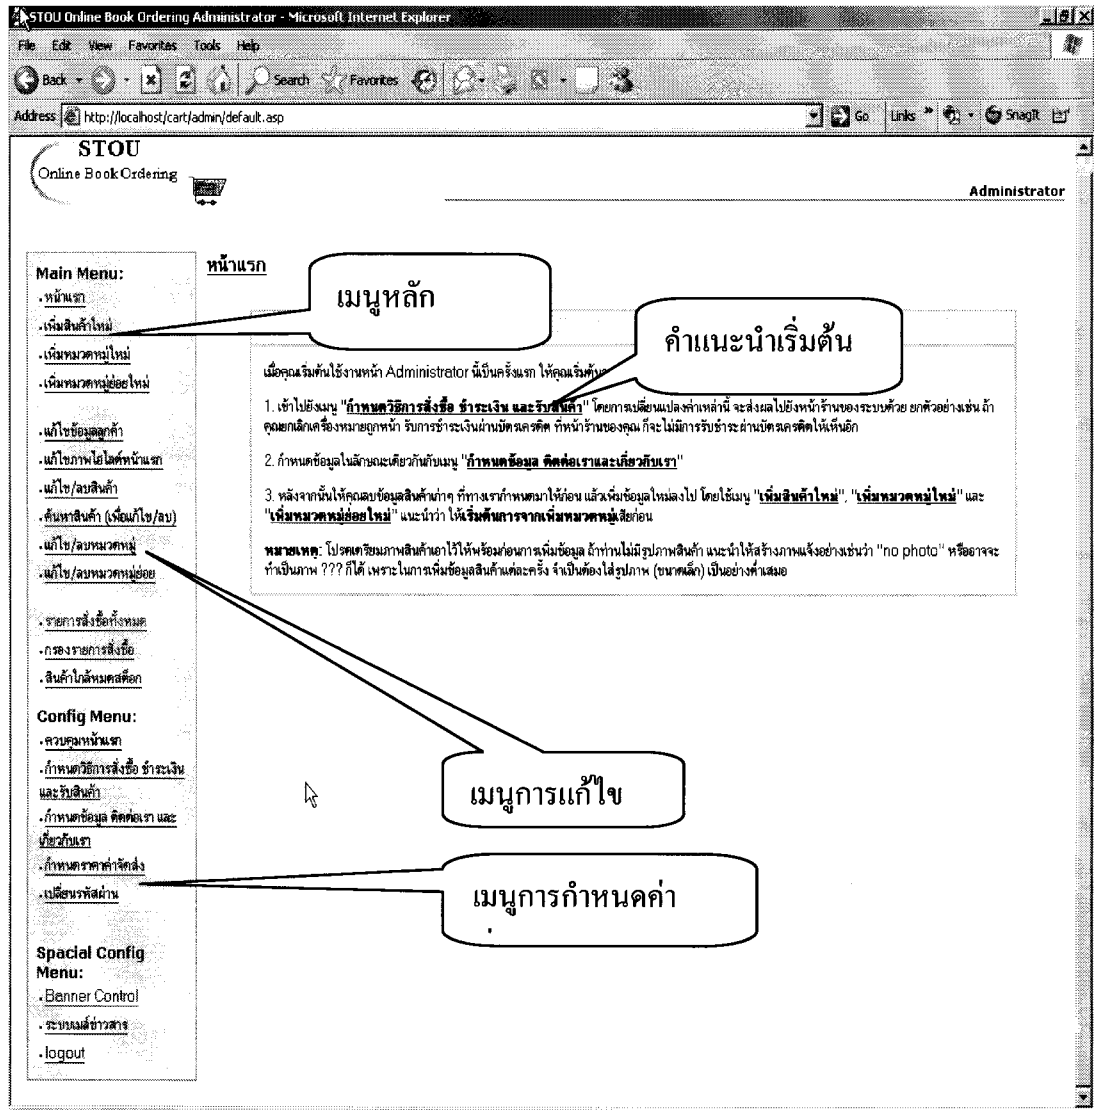 STOU Online Book Ordering Administrator - Microsoft Internet Explorer
File Edit View Favorites Tools Help
Back Search Favorites
Address http://localhost/cart/admin/default.asp Go Links » SnagIt
STOU
Online Book Ordering
Administrator
Main Menu:
หน้าแรก
เพิ่มสินค้าใหม่
เพิ่มหมวดหมู่ใหม่
เพิ่มหมวดหมู่ย่อยใหม่
แก้ไขข้อมูลลูกค้า
แก้ไขภาพไฮไลต์หน้าแรก
แก้ไข/ลบสินค้า
ค้นหาสินค้า (เพื่อแก้ไข/ลบ)
แก้ไข/ลบหมวดหมู่
แก้ไข/ลบหมวดหมู่ย่อย
รายการสั่งซื้อทั้งหมด
กรองรายการสั่งซื้อ
สินค้าใกล้หมดสต็อก
Config Menu:
ควบคุมหน้าแรก
กำหนดวิธีการสั่งซื้อ ชำระเงิน
และรับสินค้า
กำหนดข้อมูล ติดต่อเรา และ
เกี่ยวกับเรา
กำหนดราคาค่าจัดส่ง
เปลี่ยนรหัสผ่าน
Spacial Config
Menu:
Banner Control
ระบบเมล์ข่าวสาร
logout
หน้าแรก
เมนูหลัก
คำแนะนำเริ่มต้น
เมื่อคุณเริ่มต้นใช้งานหน้า Administrator นี้เป็นครั้งแรก ให้คุณเริ่มต้น
1. เข้าไปยังเมนู "กำหนดวิธีการสั่งซื้อ ชำระเงิน และรับสินค้า" โดยการเปลี่ยนแปลงค่าเหล่านี้ จะส่งผลไปยังหน้าร้านของระบบด้วย ยกตัวอย่างเช่น ถ้า
คุณยกเลิกเครื่องหมายถูกหน้า รับการชำระเงินผ่านบัตรเครดิต ที่หน้าร้านของคุณ ก็จะไม่มีการรับชำระผ่านบัตรเครดิตให้เห็นอีก
2. กำหนดข้อมูลในลักษณะเดียวกันกับเมนู "กำหนดข้อมูล ติดต่อเราและเกี่ยวกับเรา"
3. หลังจากนั้นให้คุณลบข้อมูลสินค้าเก่าๆ ที่ทางเรากำหนดมาให้ก่อน แล้วเพิ่มข้อมูลใหม่ลงไป โดยใช้เมนู "เพิ่มสินค้าใหม่", "เพิ่มหมวดหมู่ใหม่" และ
"เพิ่มหมวดหมู่ย่อยใหม่" แนะนำว่า ให้เริ่มต้นการจากเพิ่มหมวดหมู่เสียก่อน
หมายเหตุ: โปรดเตรียมภาพสินค้าเอาไว้ให้พร้อมก่อนการเพิ่มข้อมูล ถ้าท่านไม่มีรูปภาพสินค้า แนะนำให้สร้างภาพแจ้งอย่างเช่นว่า "no photo" หรืออาจจะ
ทำเป็นภาพ ??? ก็ได้ เพราะในการเพิ่มข้อมูลสินค้าแต่ละครั้ง จำเป็นต้องใส่รูปภาพ (ขนาดเล็ก) เป็นอย่างต่ำเสมอ
เมนูการแก้ไข
เมนูการกำหนดค่า